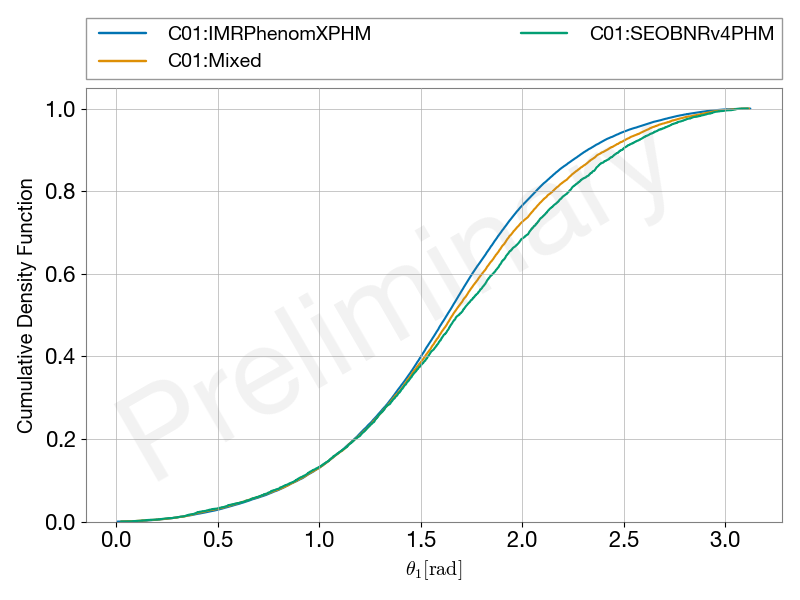 C01:IMRPhenomXPHM
C01:Mixed
C01:SEOBNRv4PHM
Cumulative Density Function
1.0
0.8
0.6
0.4
0.2
0.0
Preliminary
0.0 0.5 1.0 1.5 2.0 2.5 3.0
θ₁[rad]